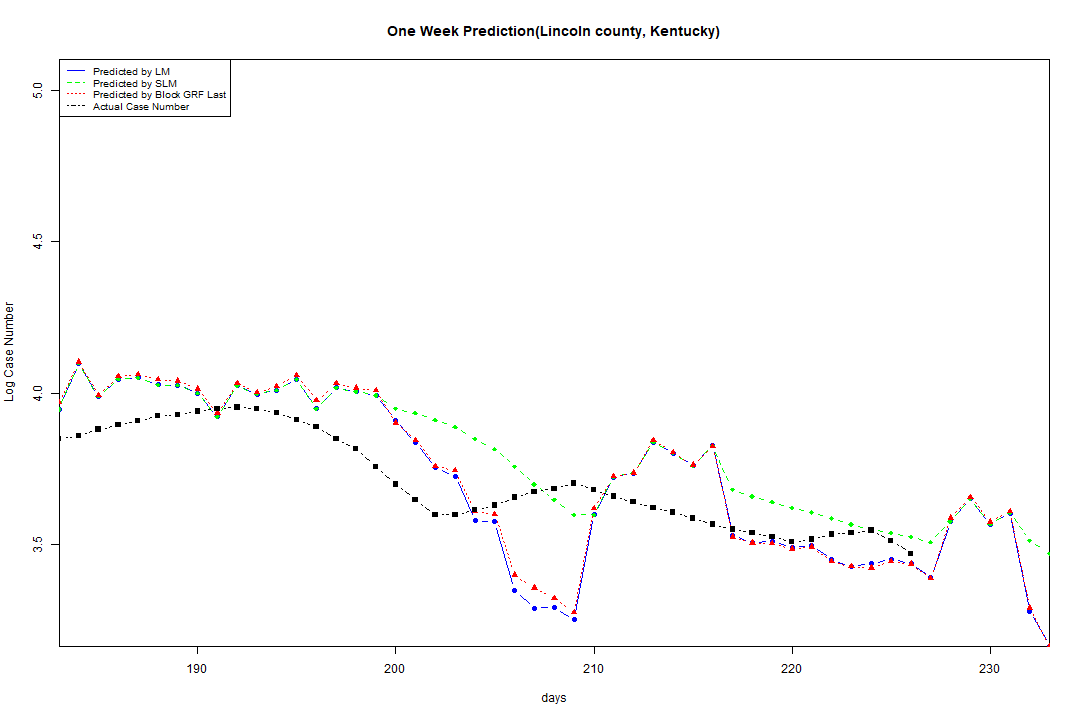 One Week Prediction(Lincoln county, Kentucky)
Predicted by LM
Predicted by SLM
Predicted by Block GRF Last
Actual Case Number
5.0
4.5
4.0
3.5
Log Case Number
190 200 210 220 230
days